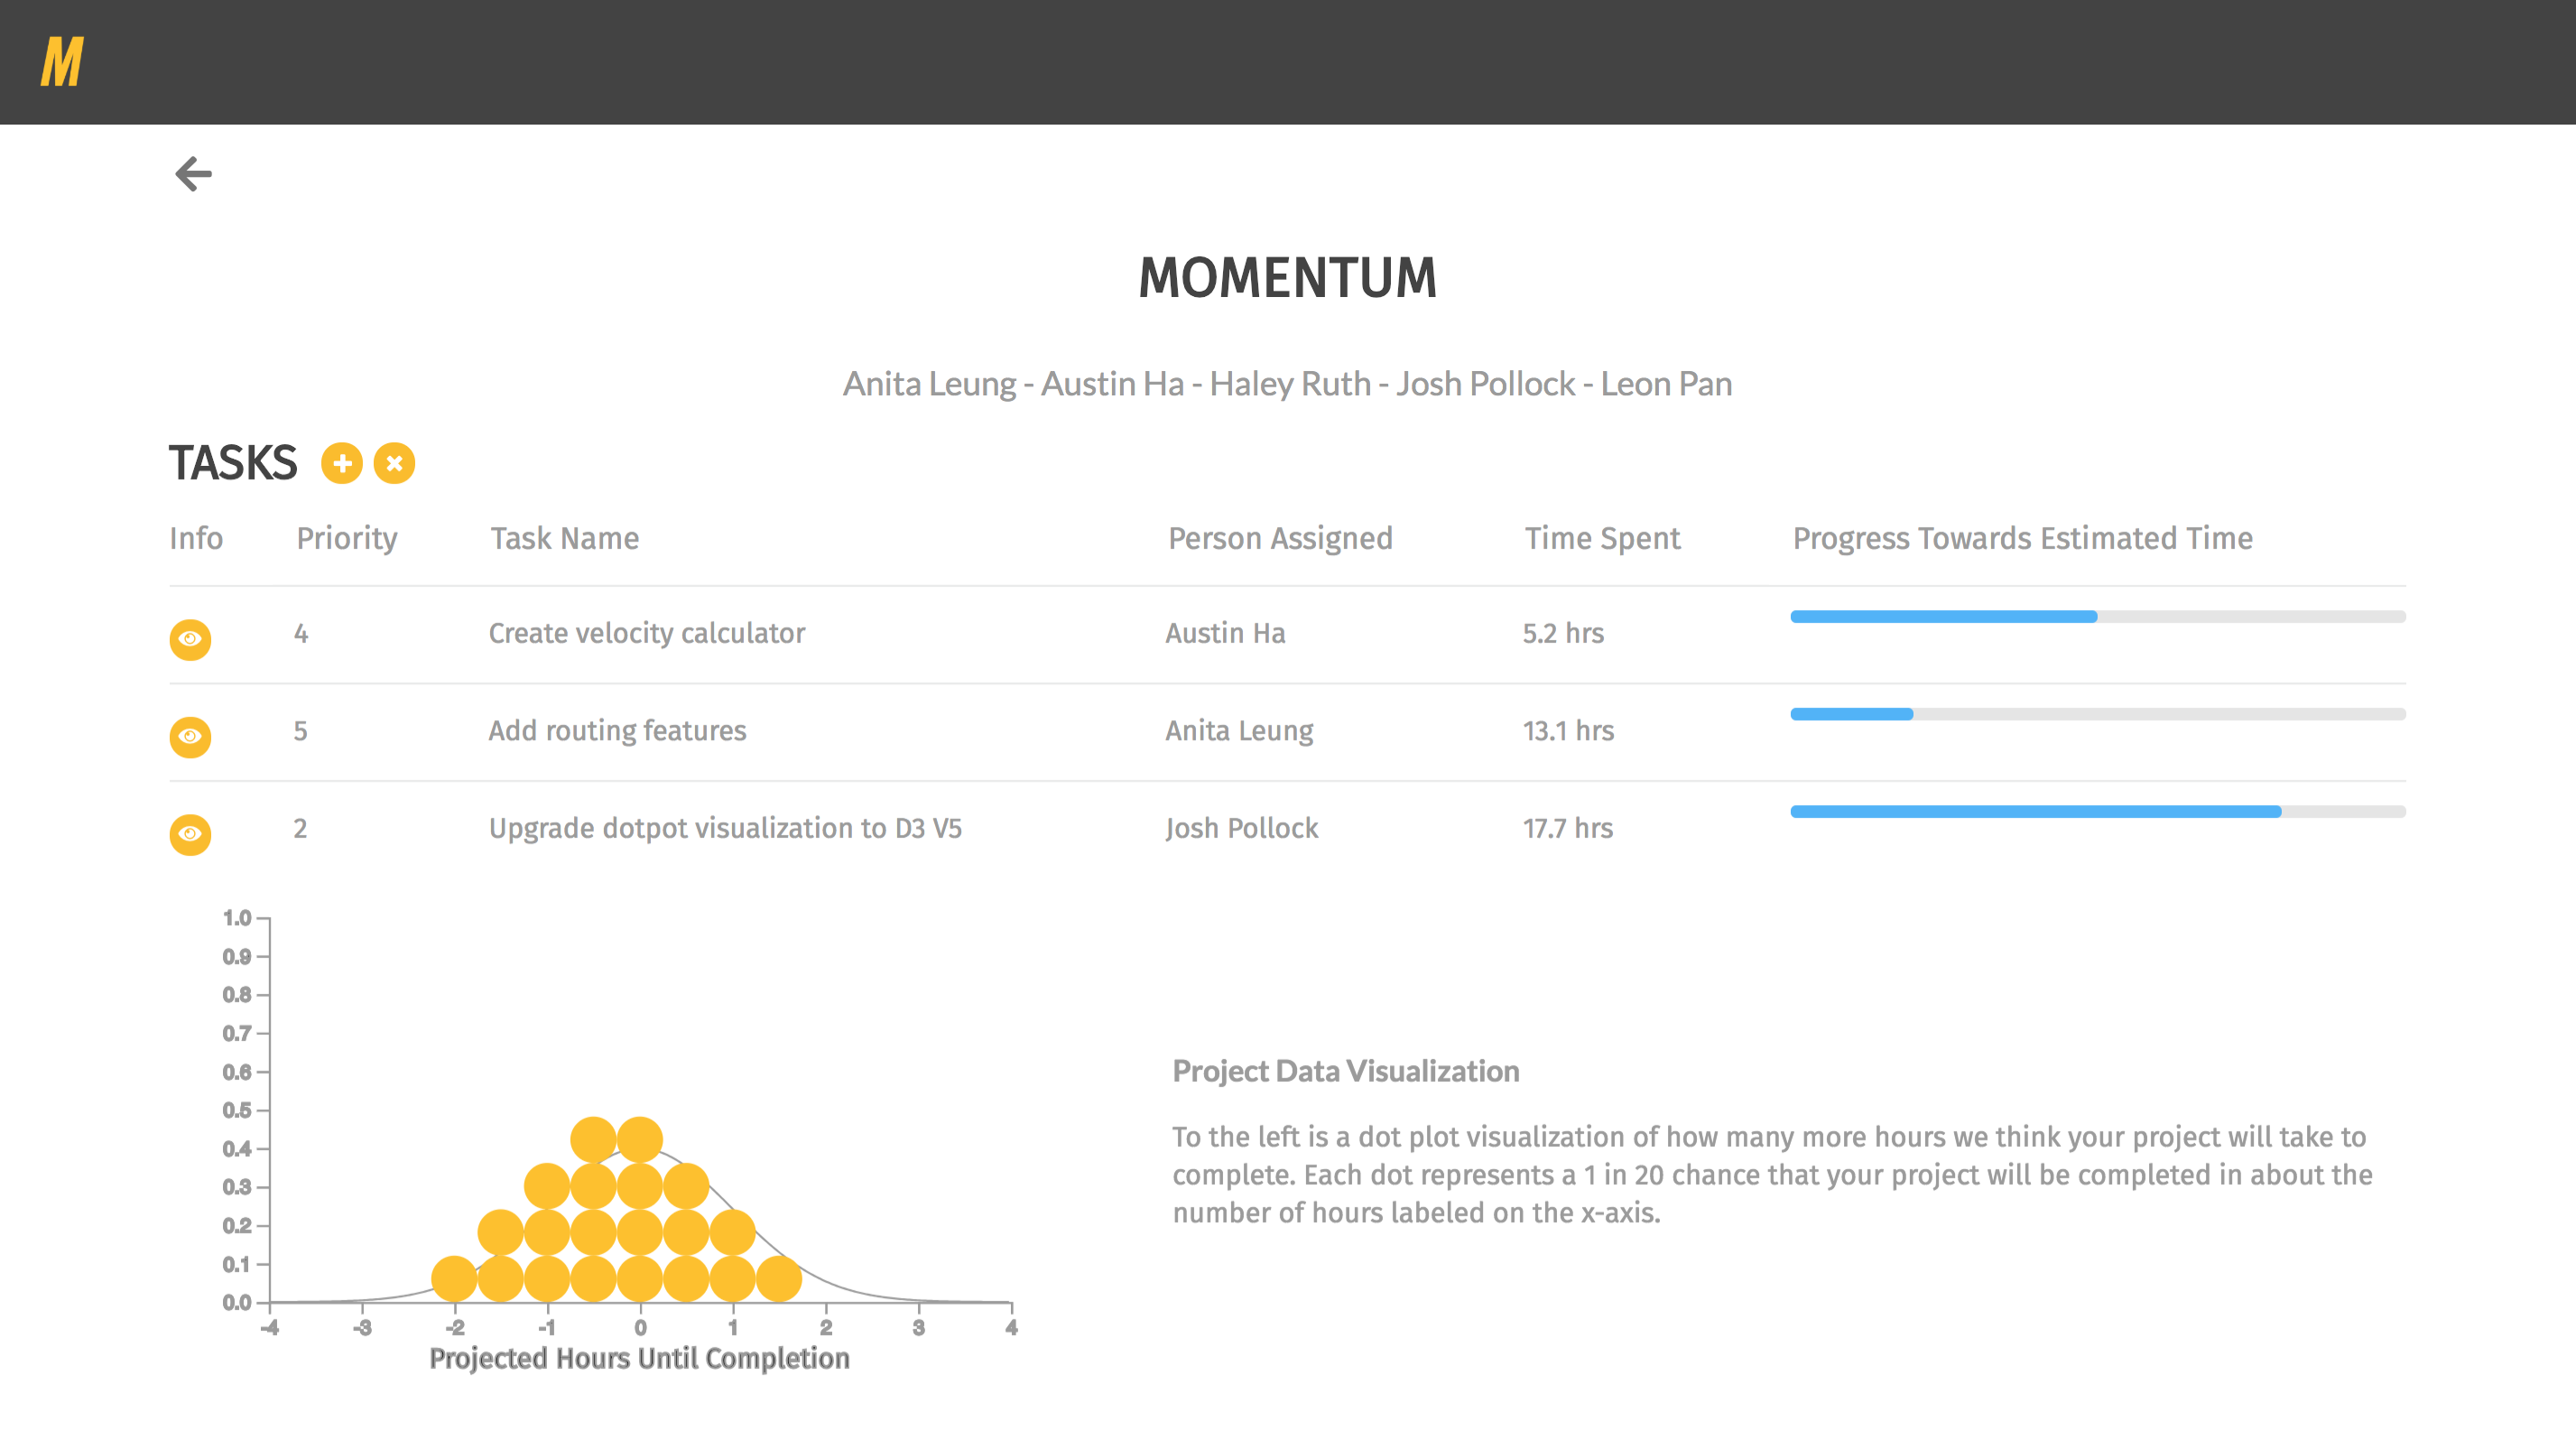 M
MOMENTUM
Anita Leung - Austin Ha - Haley Ruth - Josh Pollock - Leon Pan
TASKS
Info Priority Task Name Person Assigned Time Spent Progress Towards Estimated Time
4 Create velocity calculator Austin Ha 5.2 hrs
5 Add routing features Anita Leung 13.1 hrs
2 Upgrade dotpot visualization to D3 V5 Josh Pollock 17.7 hrs
1.0
0.9
0.8
0.7
0.6
0.5
0.4
0.3
0.2
0.1
0.0
-4 -3 -2 -1 0 1 2 3 4
Projected Hours Until Completion
Project Data Visualization
To the left is a dot plot visualization of how many more hours we think your project will take to
complete. Each dot represents a 1 in 20 chance that your project will be completed in about the
number of hours labeled on the x-axis.